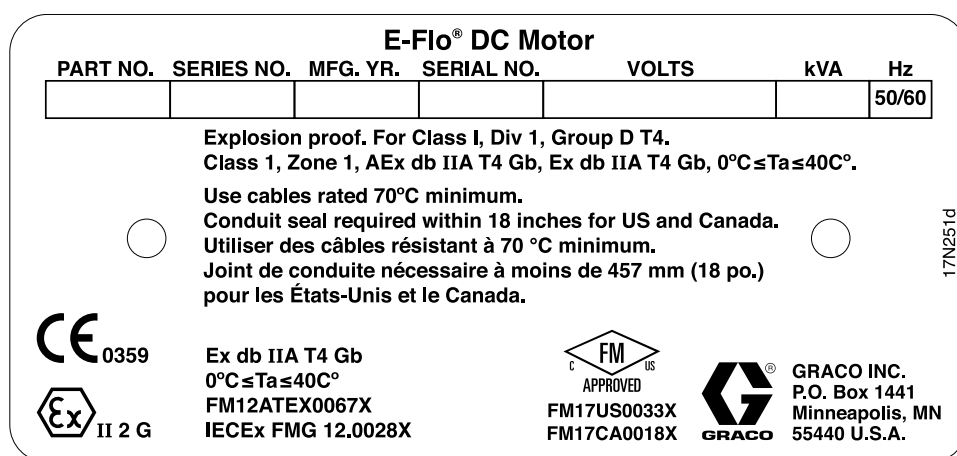 E-Flo® DC Motor
PART NO. SERIES NO. MFG. YR. SERIAL NO. VOLTS kVA Hz
50/60
Explosion proof. For Class I, Div 1, Group D T4.
Class 1, Zone 1, AEx db IIA T4 Gb, Ex db IIA T4 Gb, 0°C≤Ta≤40C°.
Use cables rated 70°C minimum.
Conduit seal required within 18 inches for US and Canada.
Utiliser des câbles résistant à 70 °C minimum.
Joint de conduite nécessaire à moins de 457 mm (18 po.)
pour les États-Unis et le Canada.
17N251d
CE 0359
Ex II 2 G
Ex db IIA T4 Gb
0°C≤Ta≤40C°
FM12ATEX0067X
IECEx FMG 12.0028X
C FM US
APPROVED
FM17US0033X
FM17CA0018X
GRACO ®
GRACO INC.
P.O. Box 1441
Minneapolis, MN
55440 U.S.A.